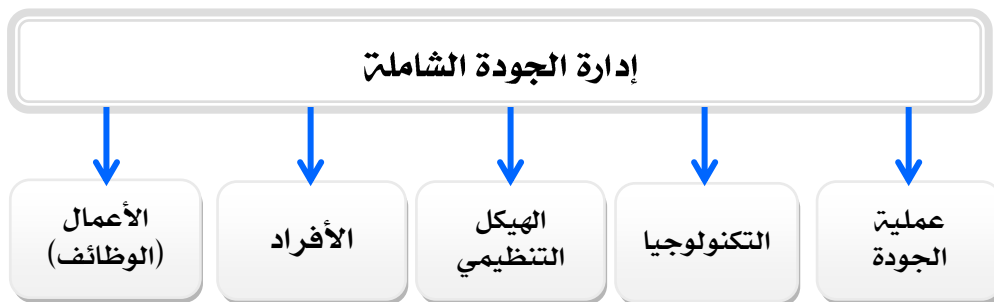 إدارة الجودة الشاملة
عملية
الجودة
التكنولوجيا
الهيكل
التنظيمي
الأفراد
الأعمال
(الوظائف)